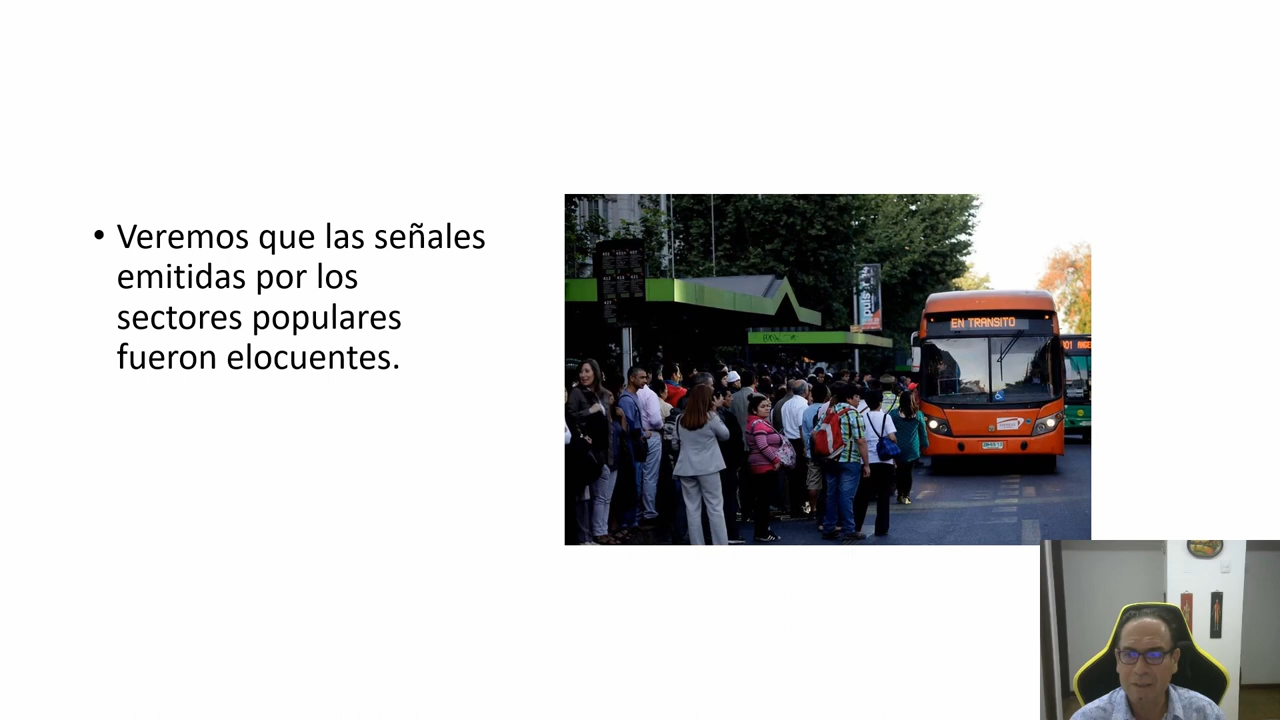 • Veremos que las señales
emitidas por los
sectores populares
fueron elocuentes.
EN TRANSITO